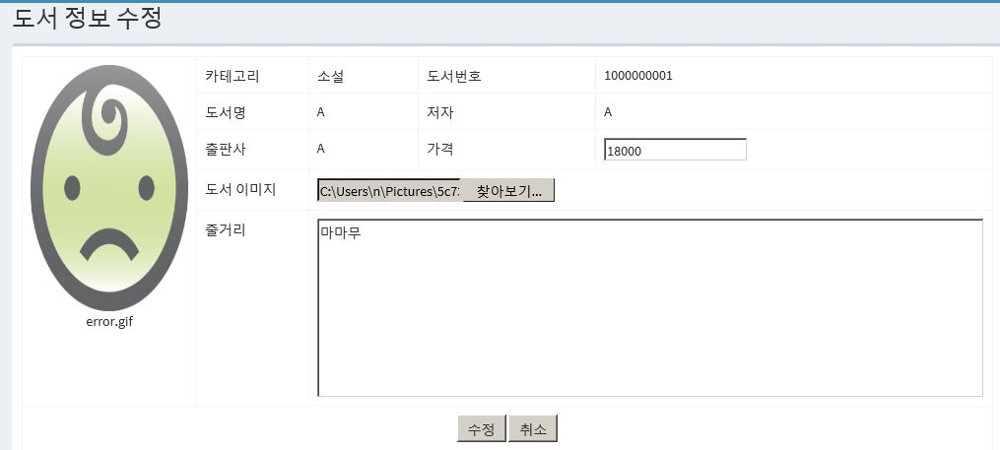 도서 정보 수정
카테고리 소설 도서번호 1000000001
도서명 A 저자 A
출판사 A 가격 18000
도서 이미지 C:\Users\n\Pictures\5c7: 찾아보기...
줄거리 마마무
error.gif
수정 취소